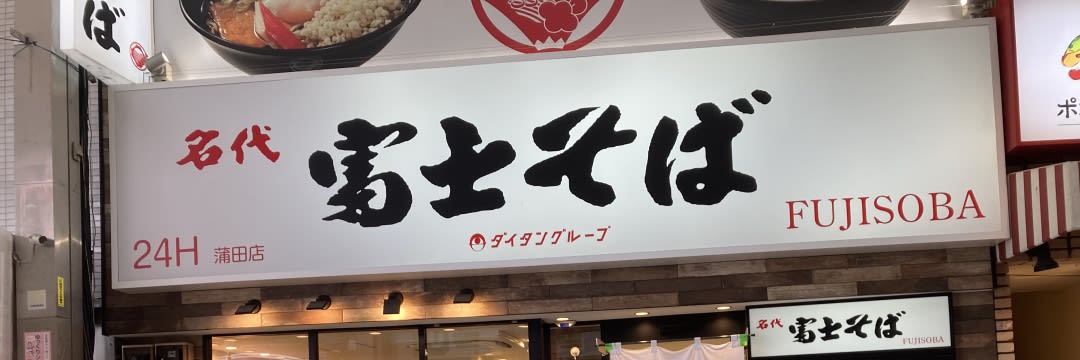 ば
名代 富士そば
FUJISOBA
24H 蒲田店
ダイタングループ
ポ
名代 富士そば
FUJISOBA